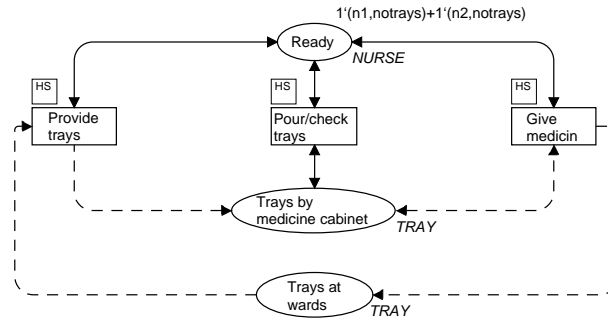 1‘(n1,notrays)+1‘(n2,notrays)
Ready
NURSE
HS
HS
HS
Provide
trays
Pour/check
trays
Give
medicin
Trays by
medicine cabinet
TRAY
Trays at
wards
TRAY